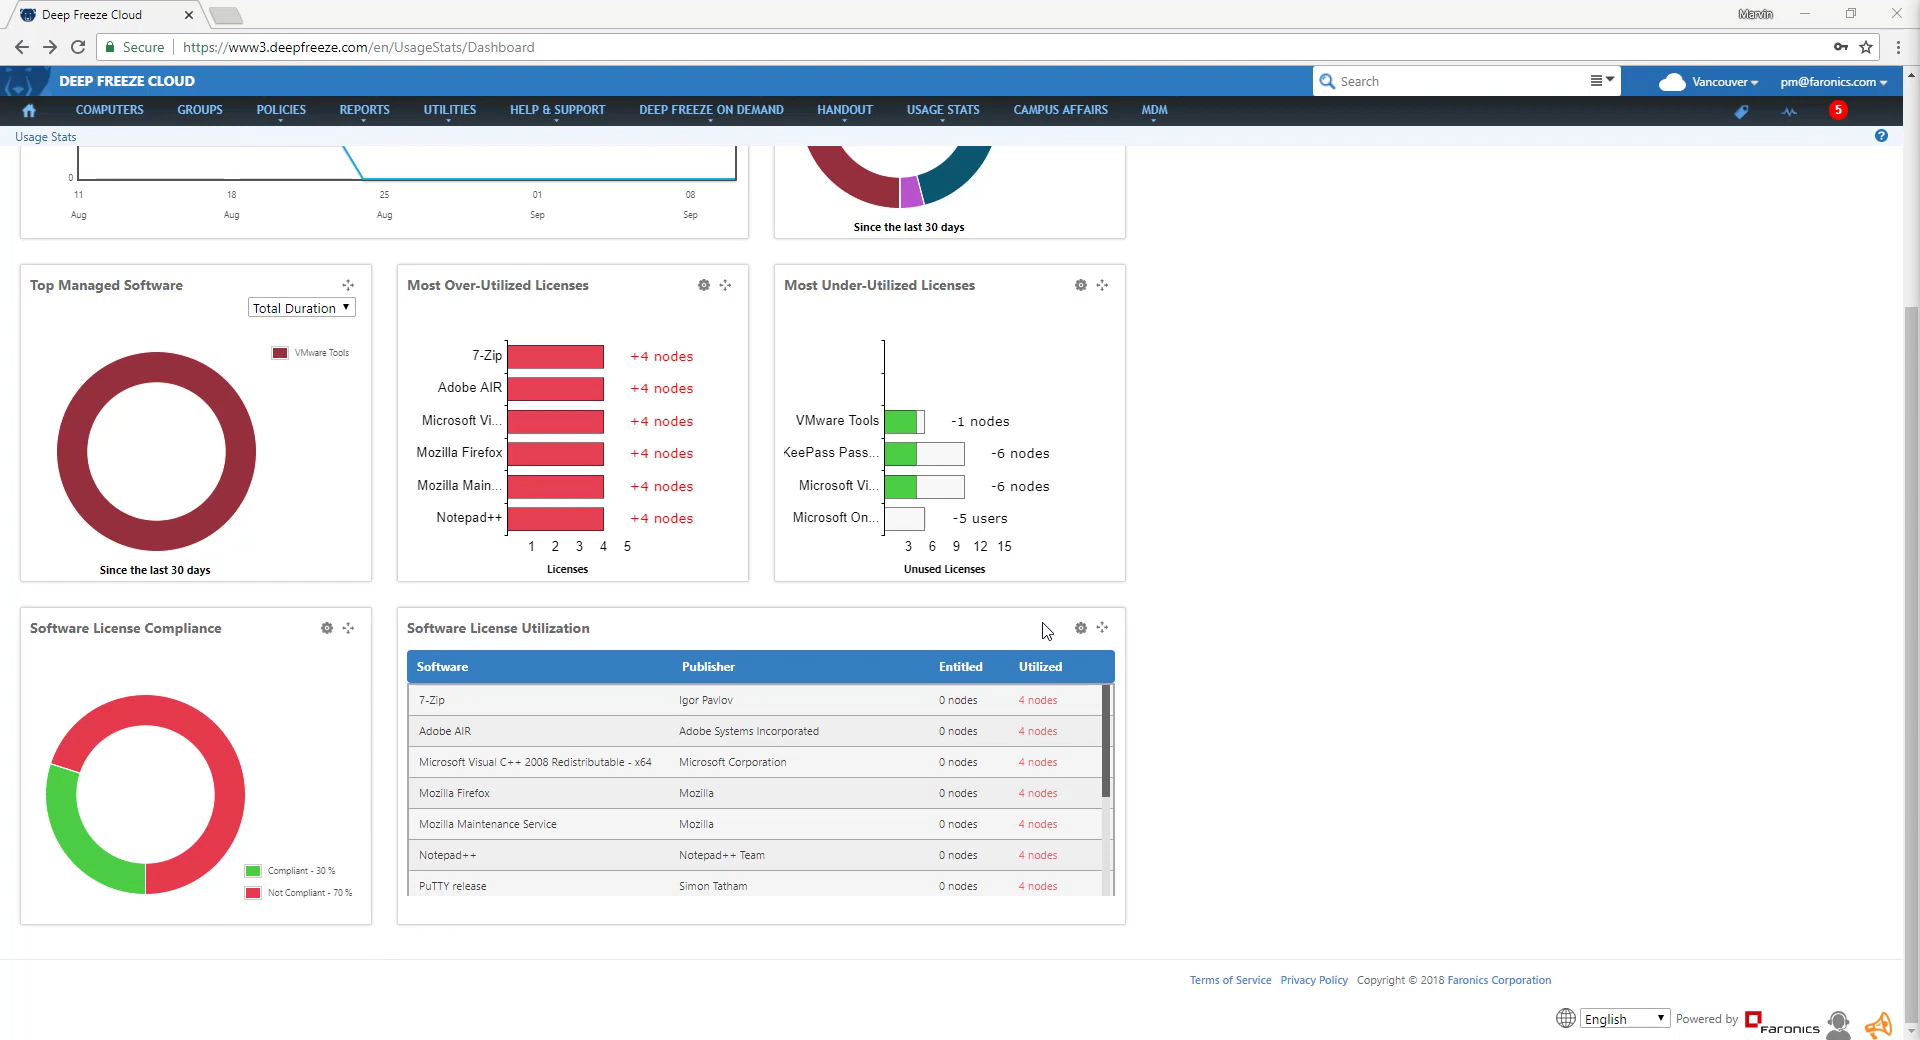 Deep Freeze Cloud
Marvin
Secure
https://www3.deepfreeze.com/en/UsageStats/Dashboard
DEEP FREEZE CLOUD
Search
Vancouver
pm@faronics.com
COMPUTERS
GROUPS
POLICIES
REPORTS
UTILITIES
HELP & SUPPORT
DEEP FREEZE ON DEMAND
HANDOUT
USAGE STATS
CAMPUS AFFAIRS
MDM
5
Usage Stats
?
0
11 18 25 01 08
Aug Aug Aug Sep Sep
Since the last 30 days
Top Managed Software
Total Duration
VMware Tools
Since the last 30 days
Most Over-Utilized Licenses
7-Zip +4 nodes
Adobe AIR +4 nodes
Microsoft Vi... +4 nodes
Mozilla Firefox +4 nodes
Mozilla Main... +4 nodes
Notepad++ +4 nodes
1 2 3 4 5
Licenses
Most Under-Utilized Licenses
VMware Tools -1 nodes
KeePass Pass... -6 nodes
Microsoft Vi... -6 nodes
Microsoft On... -5 users
3 6 9 12 15
Unused Licenses
Software License Compliance
Compliant - 30 %
Not Compliant - 70 %
Software License Utilization
Software Publisher Entitled Utilized
7-Zip Igor Pavlov 0 nodes 4 nodes
Adobe AIR Adobe Systems Incorporated 0 nodes 4 nodes
Microsoft Visual C++ 2008 Redistributable - x64 Microsoft Corporation 0 nodes 4 nodes
Mozilla Firefox Mozilla 0 nodes 4 nodes
Mozilla Maintenance Service Mozilla 0 nodes 4 nodes
Notepad++ Notepad++ Team 0 nodes 4 nodes
PuTTY release Simon Tatham 0 nodes 4 nodes
Terms of Service Privacy Policy Copyright © 2018 Faronics Corporation
English
Powered by
FARONICS